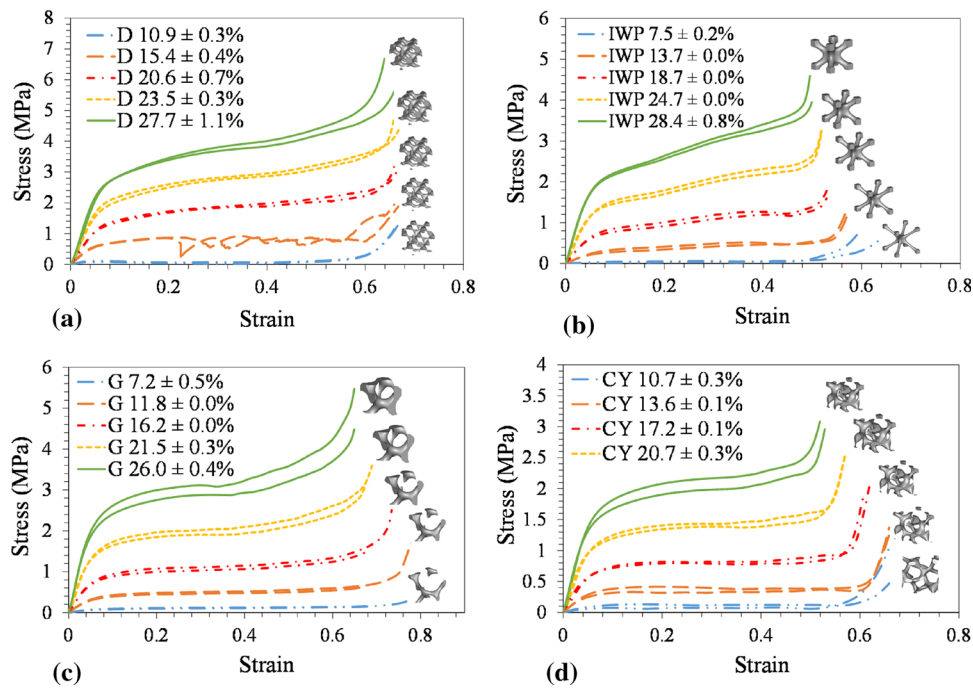 (a)
Stress (MPa)
8
7
6
5
4
3
2
1
0
D 10.9 ± 0.3%
D 15.4 ± 0.4%
D 20.6 ± 0.7%
D 23.5 ± 0.3%
D 27.7 ± 1.1%
0 0.2 0.4 0.6 0.8
Strain
(b)
Stress (MPa)
6
5
4
3
2
1
0
IWP 7.5 ± 0.2%
IWP 13.7 ± 0.0%
IWP 18.7 ± 0.0%
IWP 24.7 ± 0.0%
IWP 28.4 ± 0.8%
0 0.2 0.4 0.6 0.8
Strain
(c)
Stress (MPa)
6
5
4
3
2
1
0
G 7.2 ± 0.5%
G 11.8 ± 0.0%
G 16.2 ± 0.0%
G 21.5 ± 0.3%
G 26.0 ± 0.4%
0 0.2 0.4 0.6 0.8
Strain
(d)
Stress (MPa)
4
3.5
3
2.5
2
1.5
1
0.5
0
CY 10.7 ± 0.3%
CY 13.6 ± 0.1%
CY 17.2 ± 0.1%
CY 20.7 ± 0.3%
0 0.2 0.4 0.6 0.8
Strain